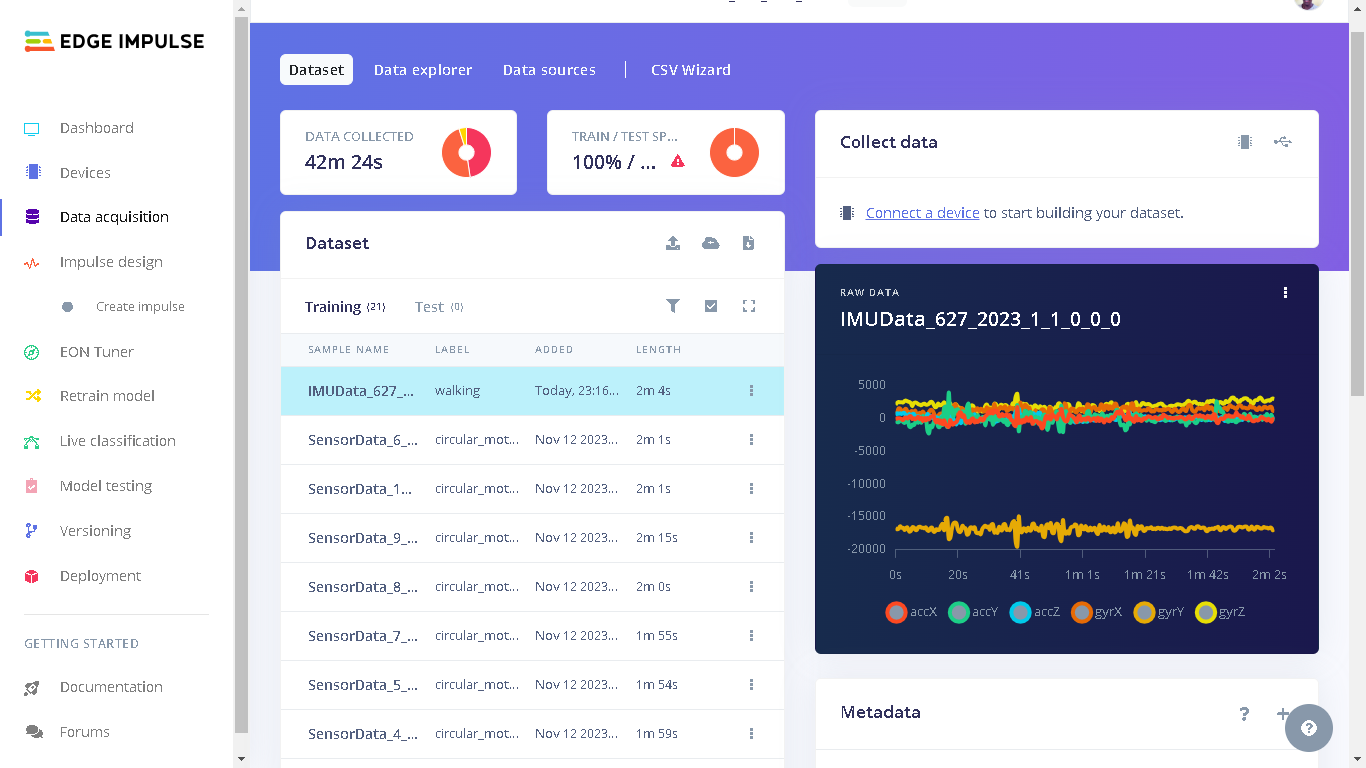 EDGE IMPULSE
Dashboard
Devices
Data acquisition
Impulse design
Create impulse
EON Tuner
Retrain model
Live classification
Model testing
Versioning
Deployment
GETTING STARTED
Documentation
Forums
Dataset Data explorer Data sources | CSV Wizard
DATA COLLECTED
42m 24s
TRAIN / TEST SP...
100% / ...
Dataset
Training (21) Test (0)
SAMPLE NAME LABEL ADDED LENGTH
IMUData_627_... walking Today, 23:16... 2m 4s
SensorData_6_... circular_mot... Nov 12 2023... 2m 1s
SensorData_1... circular_mot... Nov 12 2023... 2m 1s
SensorData_9_... circular_mot... Nov 12 2023... 2m 15s
SensorData_8_... circular_mot... Nov 12 2023... 2m 0s
SensorData_7_... circular_mot... Nov 12 2023... 1m 55s
SensorData_5_... circular_mot... Nov 12 2023... 1m 54s
SensorData_4_... circular_mot... Nov 12 2023... 1m 59s
Collect data
Connect a device to start building your dataset.
RAW DATA
IMUData_627_2023_1_1_0_0_0
5000
0
-5000
-10000
-15000
-20000
0s 20s 41s 1m 1s 1m 21s 1m 42s 2m 2s
accX accY accZ gyrX gyrY gyrZ
Metadata
? +
?